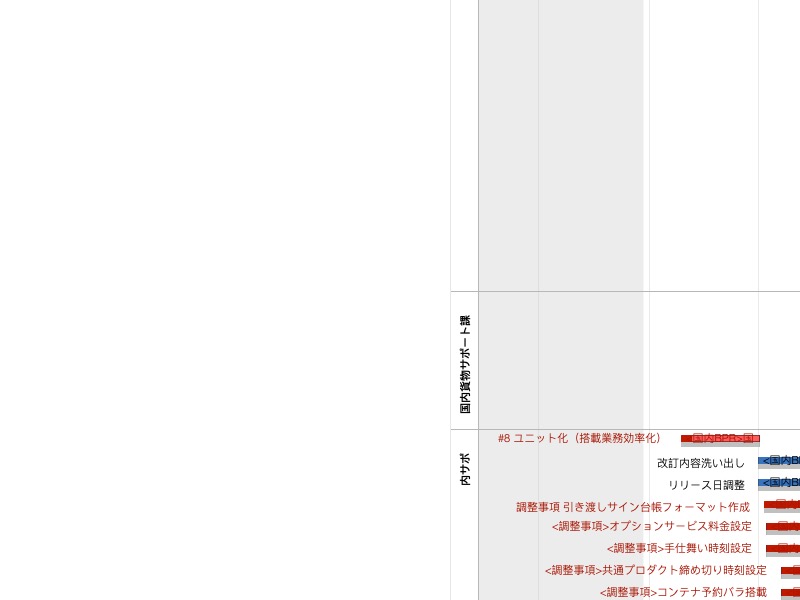 国内貨物サポート課
#8 ユニット化（搭載業務効率化）
内サポ
改訂内容洗い出し
<国内B
リリース日調整
<国内B
調整事項 引き渡しサイン台帳フォーマット作成
<調整事項>オプションサービス料金設定
<調整事項>手仕舞い時刻設定
<調整事項>共通プロダクト締め切り時刻設定
<調整事項>コンテナ予約バラ搭載